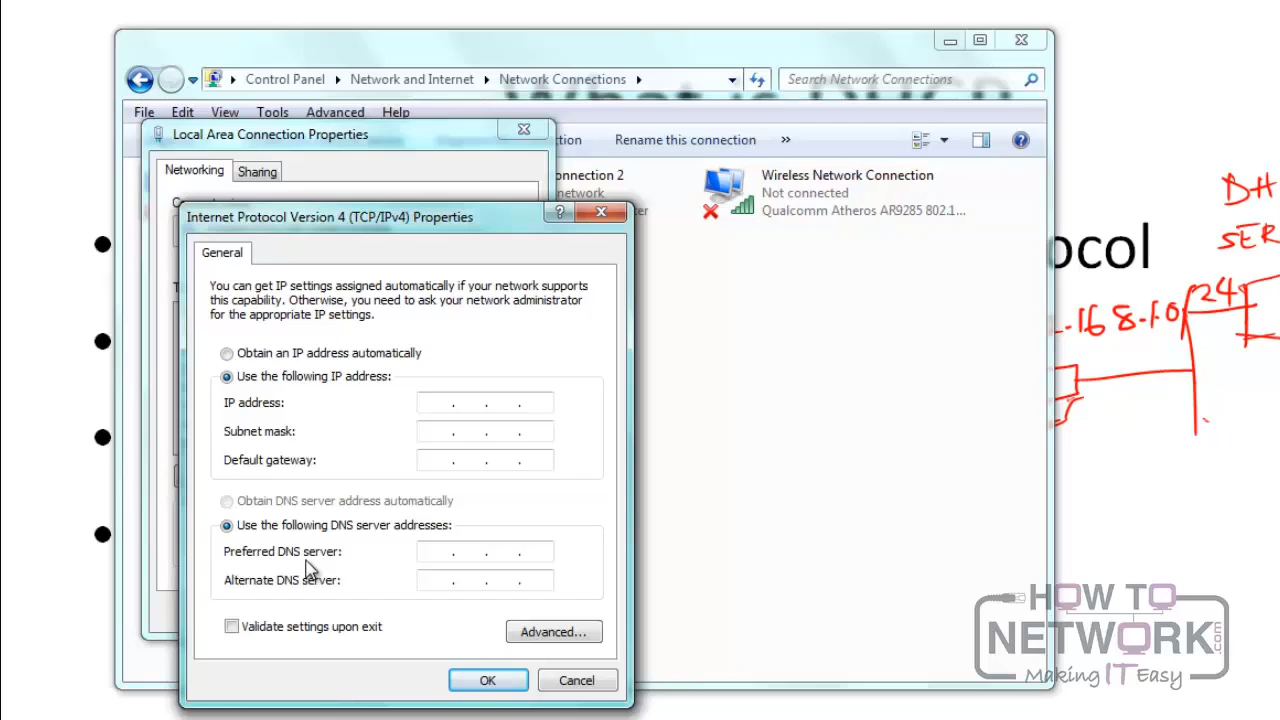 What is DHCP
Control Panel
Network and Internet
Network Connections
Search Network Connections
File Edit View Tools Advanced Help
Local Area Connection Properties
Rename this connection »
Networking
Sharing
Wireless Network Connection
Not connected
Qualcomm Atheros AR9285 802.1...
network
Internet Protocol Version 4 (TCP/IPv4) Properties
General
You can get IP settings assigned automatically if your network supports
this capability. Otherwise, you need to ask your network administrator
for the appropriate IP settings.
Obtain an IP address automatically
Use the following IP address:
IP address:
Subnet mask:
Default gateway:
Obtain DNS server address automatically
Use the following DNS server addresses:
Preferred DNS server:
Alternate DNS server:
Validate settings upon exit
Advanced...
OK
Cancel
ocol
DH
SER
24
.168.10
HOW TO
NETWORK.com
Making IT Easy